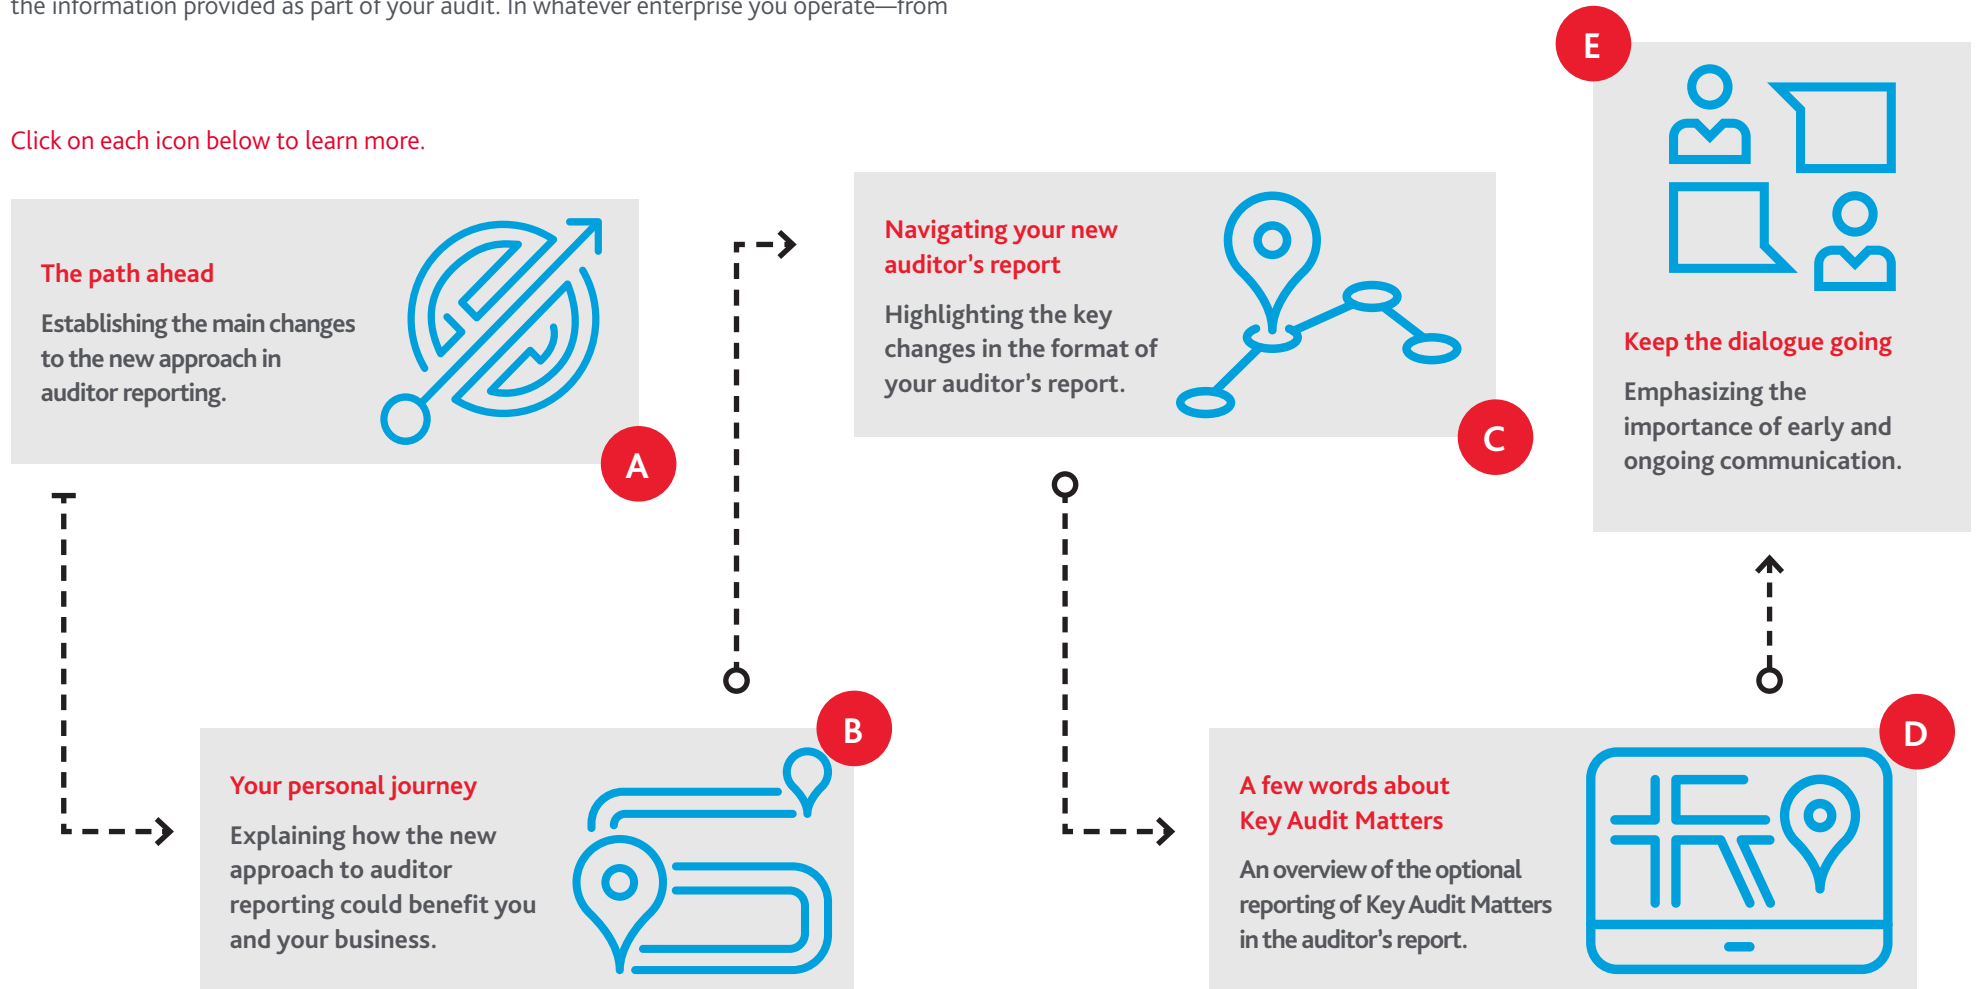 the information provided as part of your audit. In whatever enterprise you operate—from
Click on each icon below to learn more.
The path ahead
Establishing the main changes
to the new approach in
auditor reporting.
A
Your personal journey
Explaining how the new
approach to auditor
reporting could benefit you
and your business.
B
Navigating your new
auditor's report
Highlighting the key
changes in the format of
your auditor's report.
C
A few words about
Key Audit Matters
An overview of the optional
reporting of Key Audit Matters
in the auditor's report.
D
E
Keep the dialogue going
Emphasizing the
importance of early and
ongoing communication.